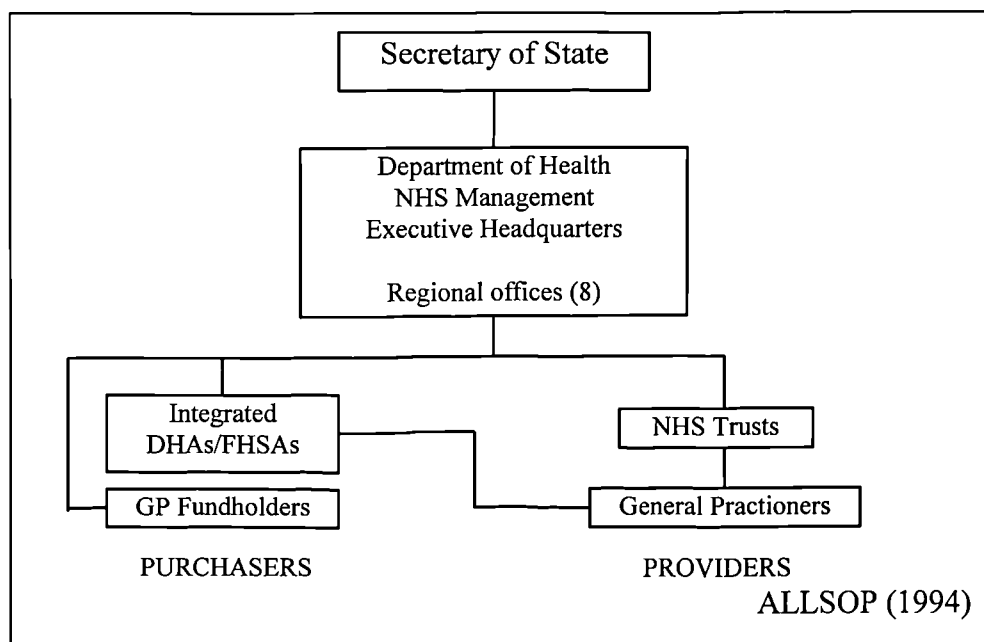 Secretary of State
Department of Health
NHS Management
Executive Headquarters
Regional offices (8)
Integrated
DHAs/FHSAs
NHS Trusts
GP Fundholders
General Practioners
PURCHASERS
PROVIDERS
ALLSOP (1994)